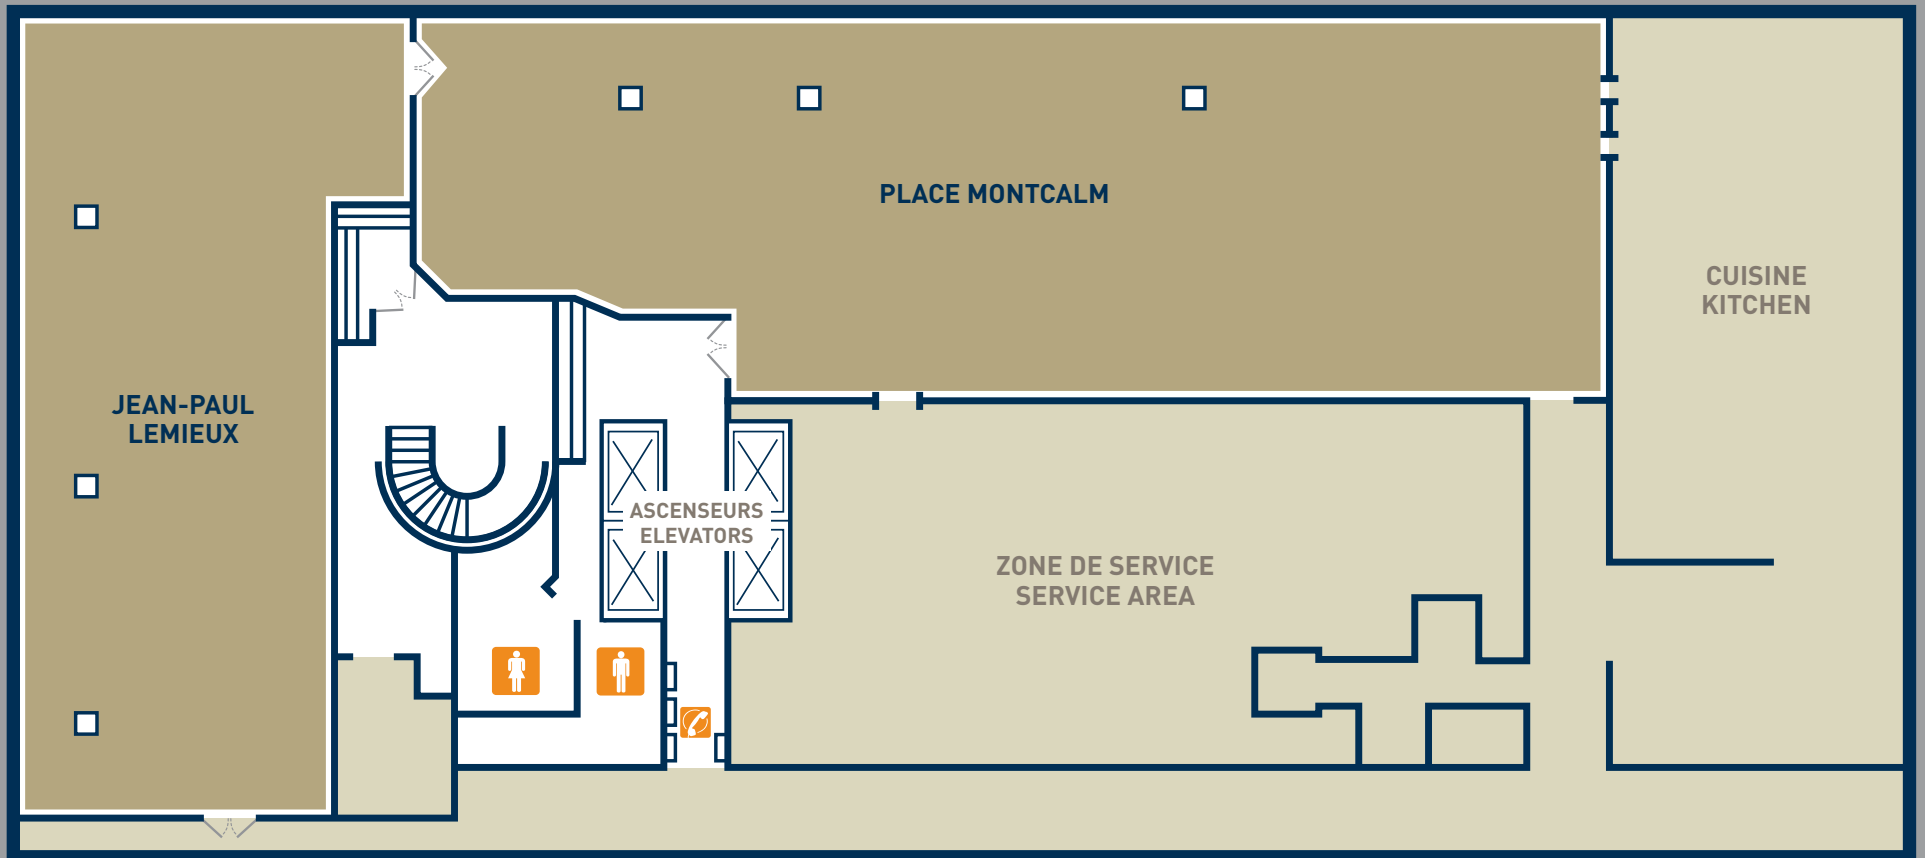 PLACE MONTCALM
CUISINE
KITCHEN
JEAN-PAUL
LEMIEUX
ASCENSEURS
ELEVATORS
ZONE DE SERVICE
SERVICE AREA